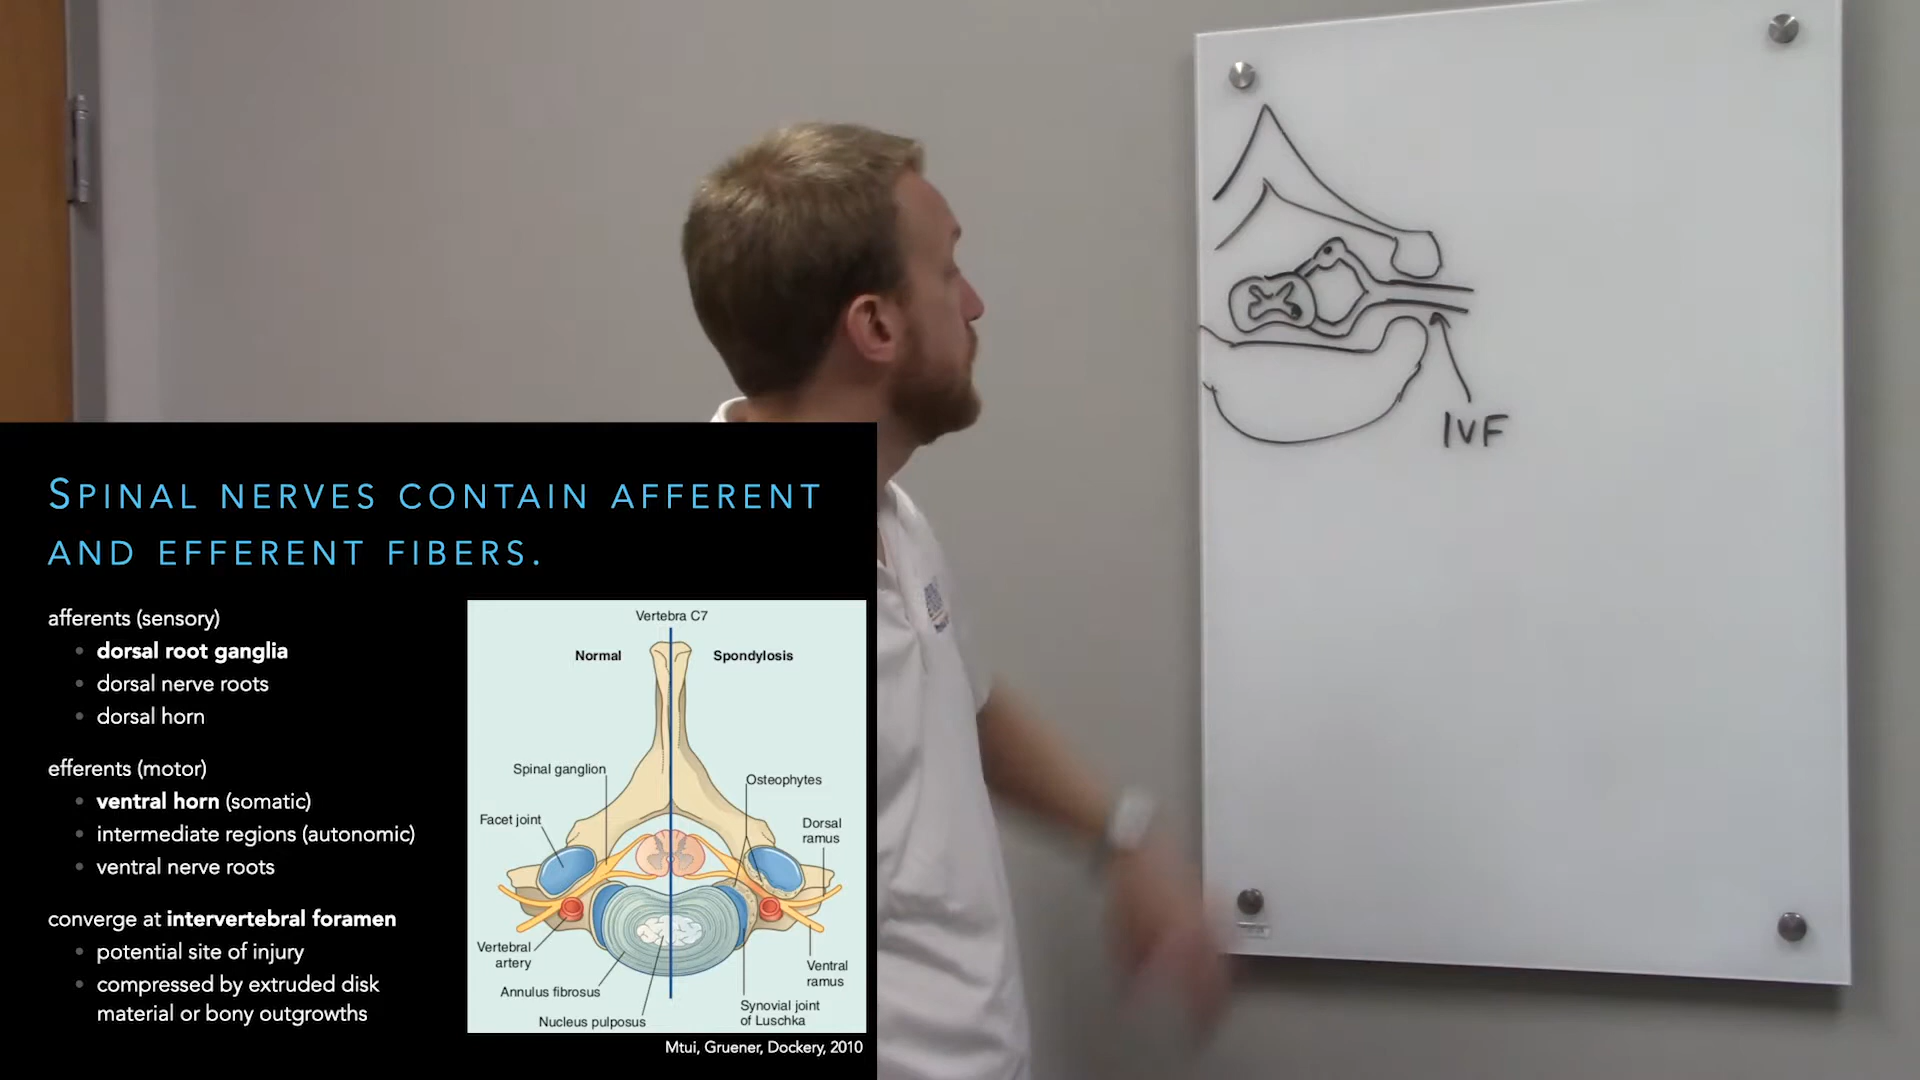 IVF
SPINAL NERVES CONTAIN AFFERENT
AND EFFERENT FIBERS.
afferents (sensory)
• dorsal root ganglia
• dorsal nerve roots
• dorsal horn
efferents (motor)
• ventral horn (somatic)
• intermediate regions (autonomic)
• ventral nerve roots
converge at intervertebral foramen
• potential site of injury
• compressed by extruded disk
material or bony outgrowths
Vertebra C7
Normal
Spondylosis
Spinal ganglion
Osteophytes
Facet joint
Dorsal
ramus
Vertebral
artery
Ventral
ramus
Annulus fibrosus
Synovial joint
of Luschka
Nucleus pulposus
Mtui, Gruener, Dockery, 2010